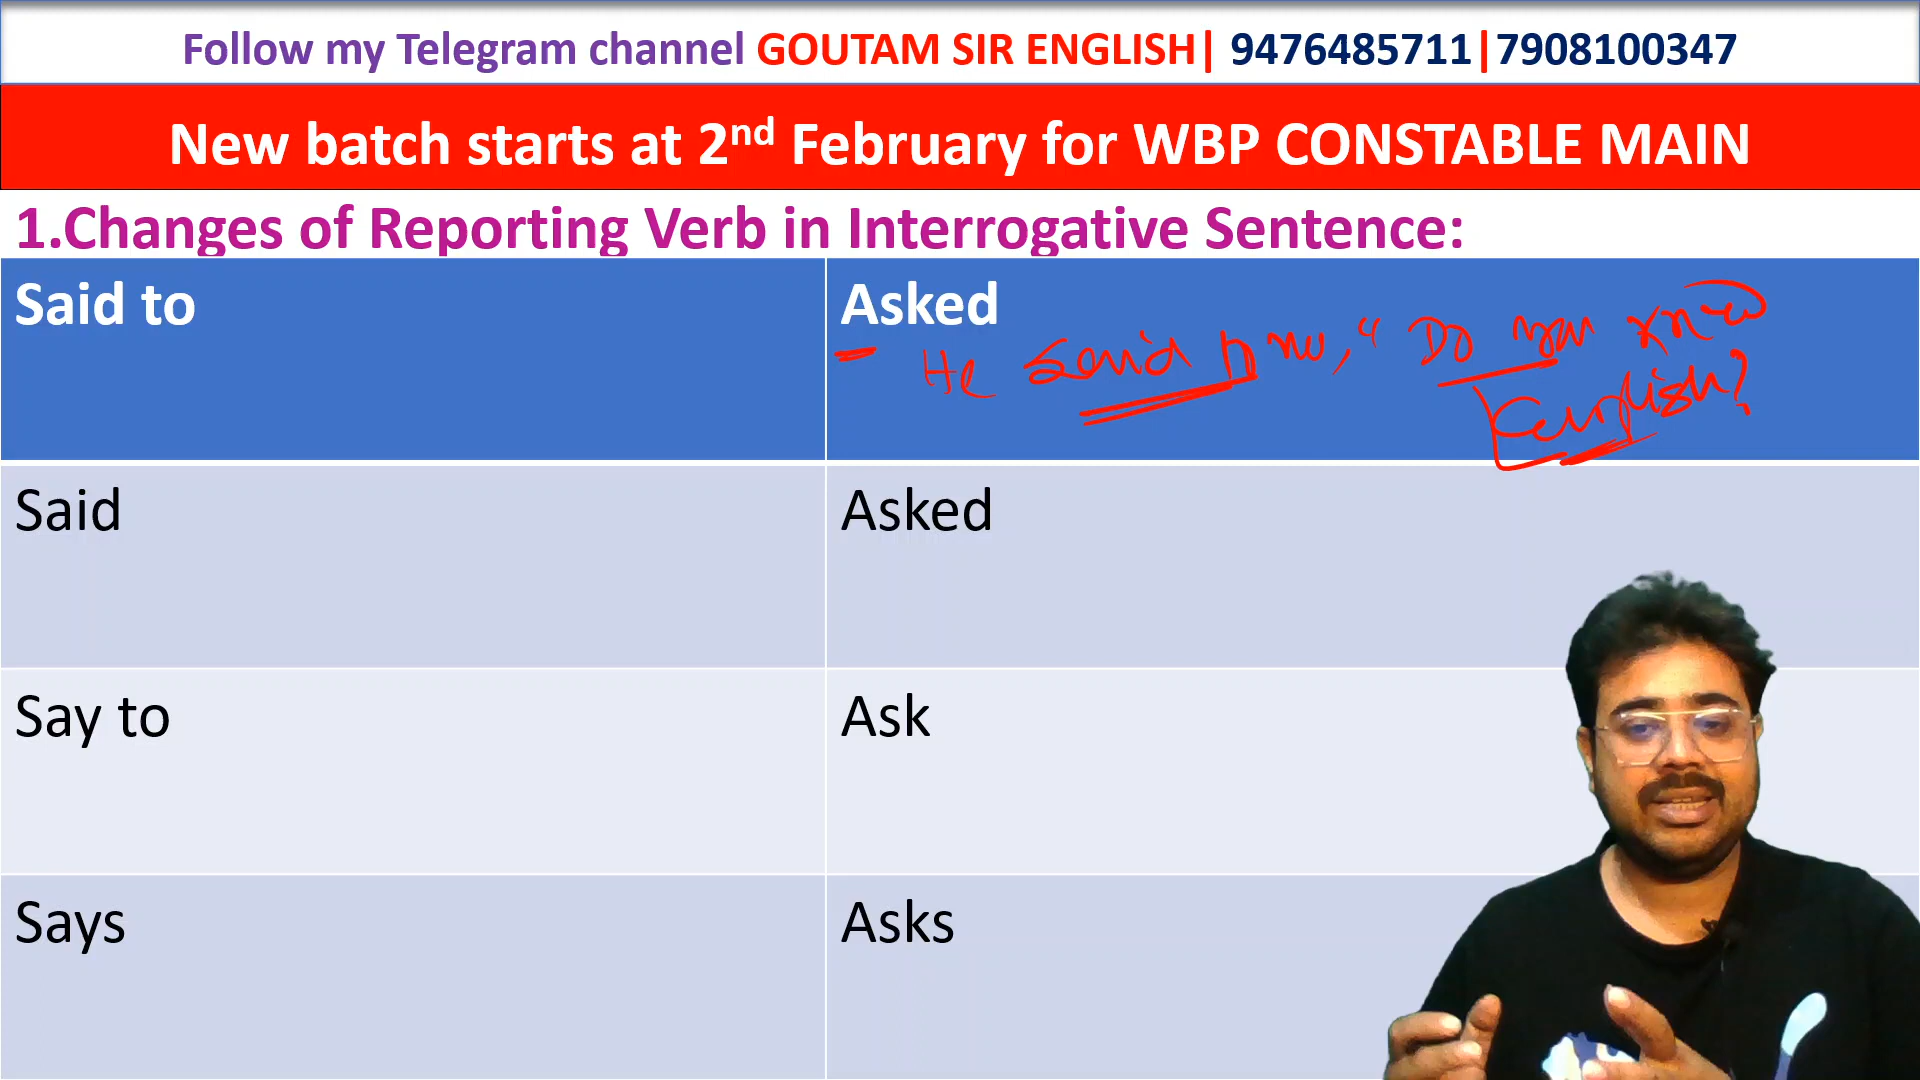 Follow my Telegram channel GOUTAM SIR ENGLISH| 9476485711|7908100347
New batch starts at 2nd February for WBP CONSTABLE MAIN
1.Changes of Reporting Verb in Interrogative Sentence:
Said to
Asked
He said to me, “ Do you know
English?
Said
Asked
Say to
Ask
Says
Asks